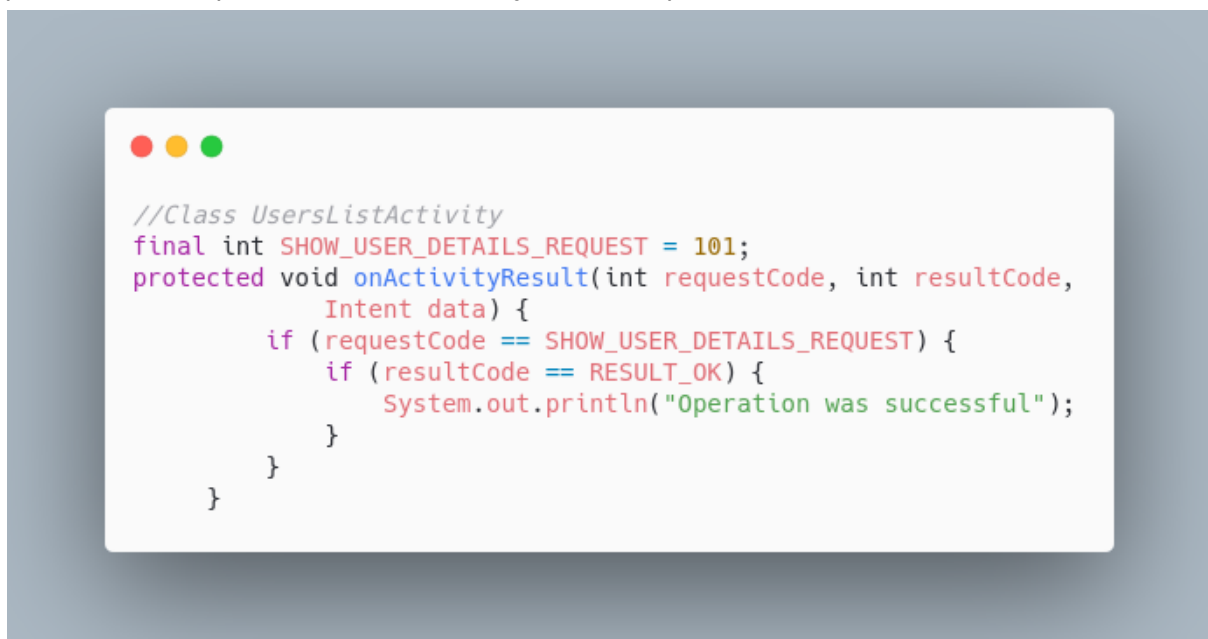 //Class UsersListActivity
final int SHOW_USER_DETAILS_REQUEST = 101;
protected void onActivityResult(int requestCode, int resultCode,
            Intent data) {
        if (requestCode == SHOW_USER_DETAILS_REQUEST) {
            if (resultCode == RESULT_OK) {
                System.out.println("Operation was successful");
            }
        }
    }